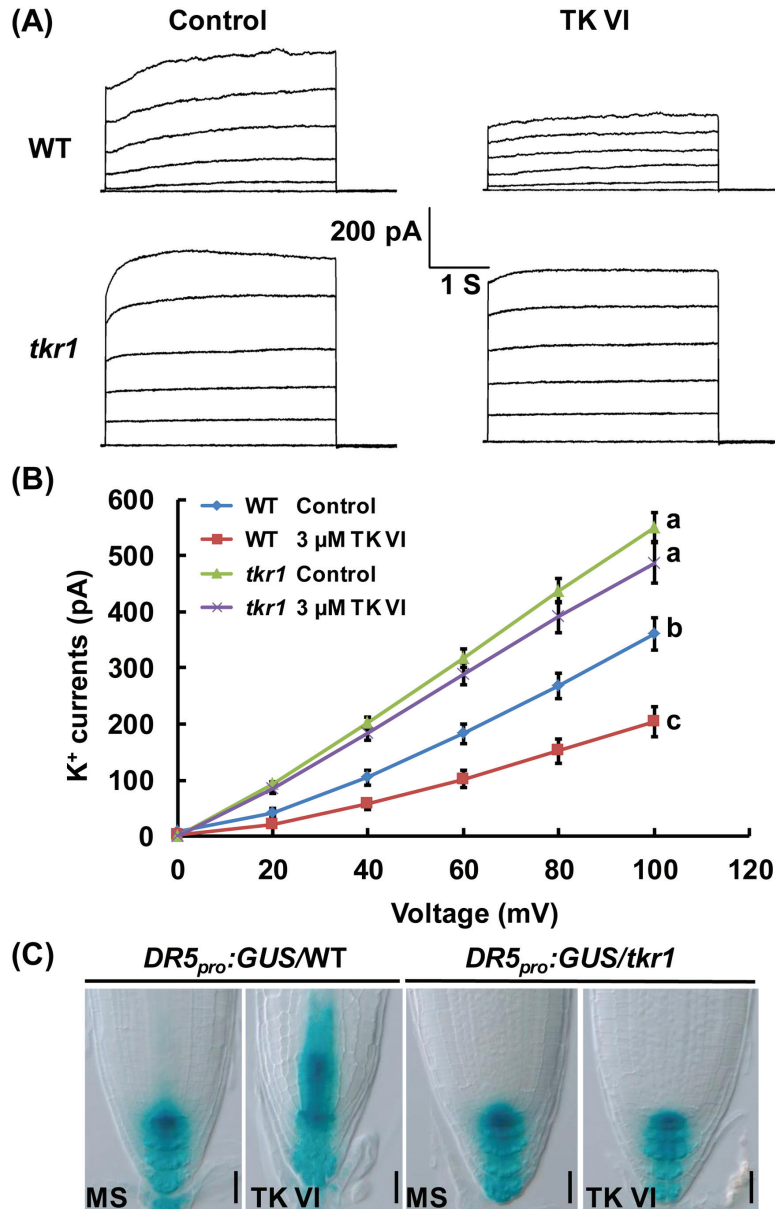 (A)
Control
TK VI
WT
200 pA
1 S
tkr1
(B)
K+ currents (pA)
600
500
400
300
200
100
0
WT Control
WT 3 µM TK VI
tkr1 Control
tkr1 3 µM TK VI
a
a
b
c
0 20 40 60 80 100 120
Voltage (mV)
(C)
DR5pro:GUS/WT
DR5pro:GUS/tkr1
MS
TK VI
MS
TK VI